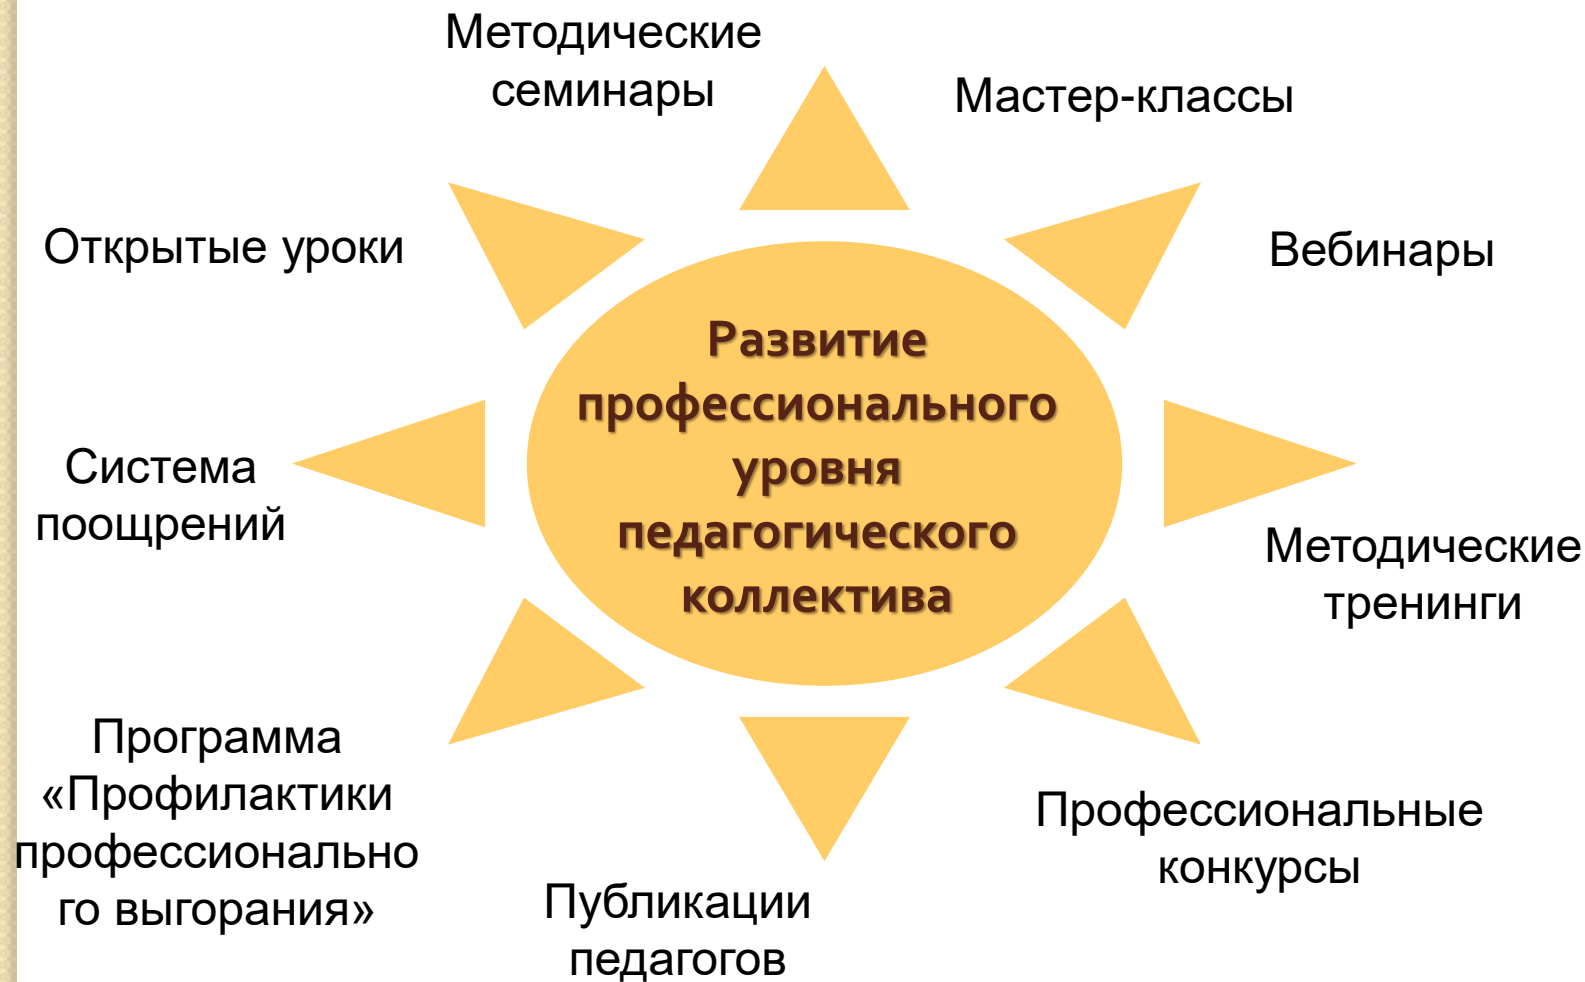 Методические
семинары
Мастер-классы
Открытые уроки
Вебинары
Развитие
профессионального
уровня
педагогического
коллектива
Система
поощрений
Методические
тренинги
Программа
«Профилактики
профессионально
го выгорания»
Профессиональные
конкурсы
Публикации
педагогов